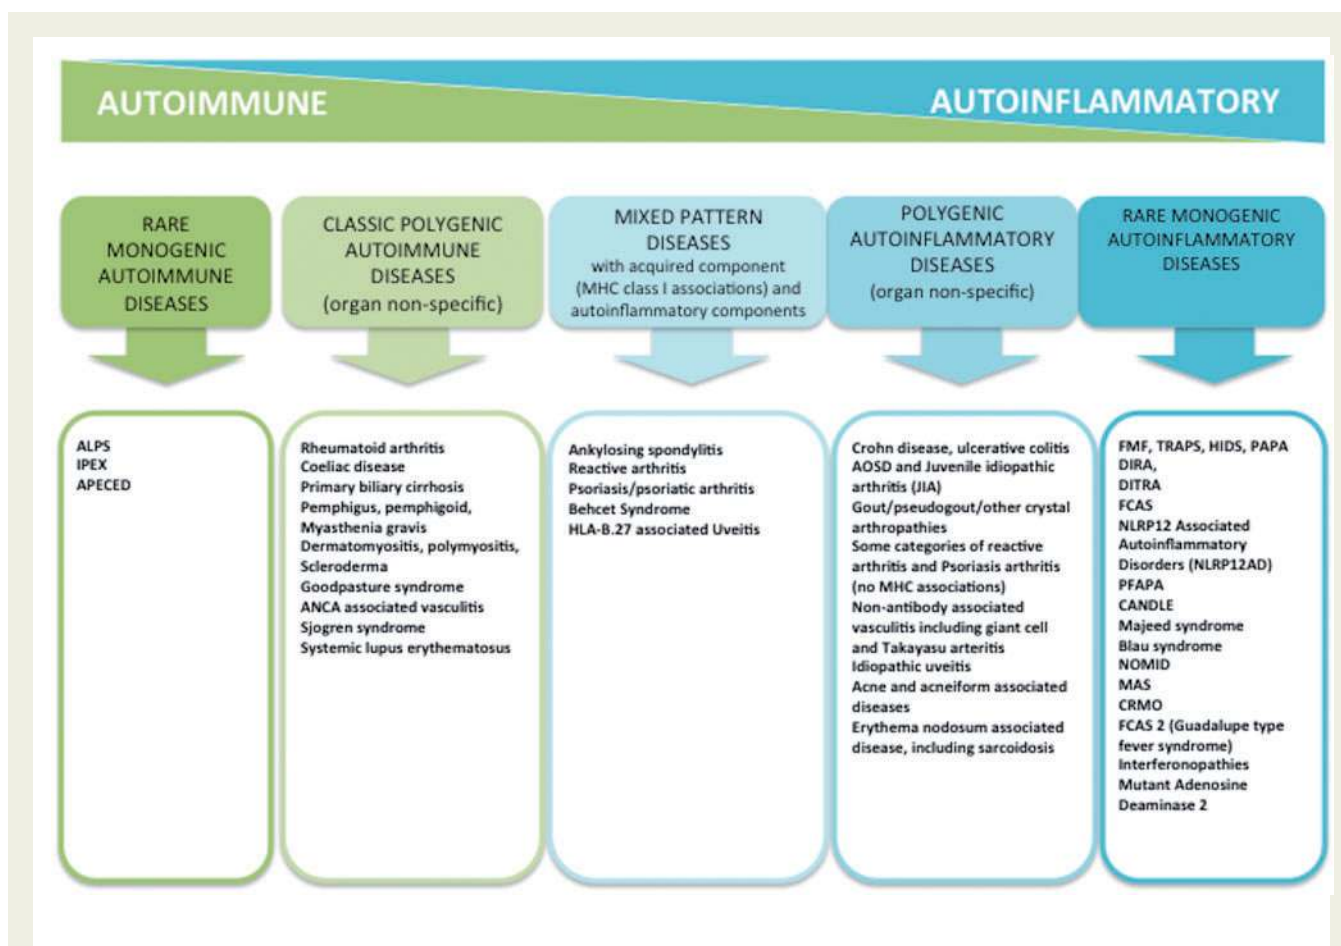 AUTOIMMUNE
AUTOINFLAMMATORY
RARE
MONOGENIC
AUTOIMMUNE
DISEASES
CLASSIC POLYGENIC
AUTOIMMUNE
DISEASES
(organ non-specific)
MIXED PATTERN
DISEASES
with acquired component
(MHC class I associations) and
autoinflammatory components
POLYGENIC
AUTOINFLAMMATORY
DISEASES
(organ non-specific)
RARE MONOGENIC
AUTOINFLAMMATORY
DISEASES
ALPS
IPEX
APECED
Rheumatoid arthritis
Coeliac disease
Primary biliary cirrhosis
Pemphigus, pemphigoid,
Myasthenia gravis
Dermatomyositis, polymyositis,
Scleroderma
Goodpasture syndrome
ANCA associated vasculitis
Sjogren syndrome
Systemic lupus erythematosus
Ankylosing spondylitis
Reactive arthritis
Psoriasis/psoriatic arthritis
Behcet Syndrome
HLA-B.27 associated Uveitis
Crohn disease, ulcerative colitis
AOSD and Juvenile idiopathic
arthritis (JIA)
Gout/pseudogout/other crystal
arthropathies
Some categories of reactive
arthritis and Psoriasis arthritis
(no MHC associations)
Non-antibody associated
vasculitis including giant cell
and Takayasu arteritis
Idiopathic uveitis
Acne and acneiform associated
diseases
Erythema nodosum associated
disease, including sarcoidosis
FMF, TRAPS, HIDS, PAPA
DIRA,
DITRA
FCAS
NLRP12 Associated
Autoinflammatory
Disorders (NLRP12AD)
PFAPA
CANDLE
Majeed syndrome
Blau syndrome
NOMID
MAS
CRMO
FCAS 2 (Guadalupe type
fever syndrome)
Interferonopathies
Mutant Adenosine
Deaminase 2